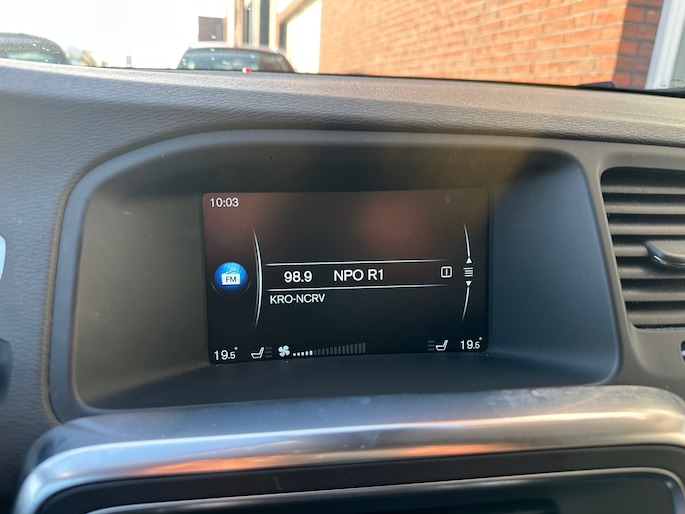 10:03
FM
98.9 NPO R1
KRO-NCRV
19.5° 19.5°